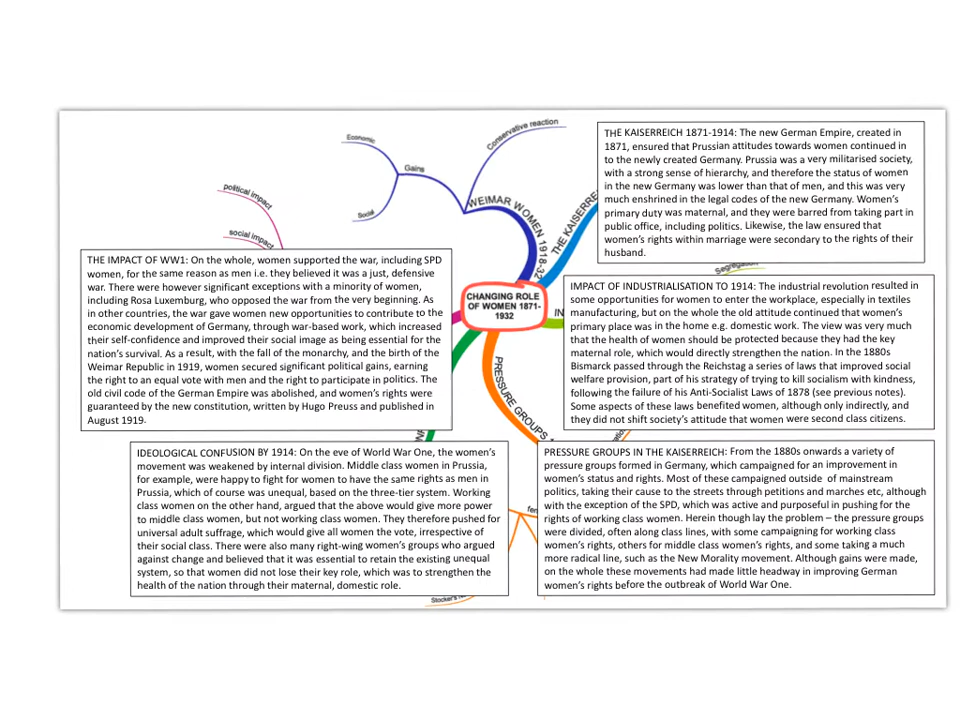 Economic
Conservative reaction
Gains
Social
political impact
social impact
WEIMAR WOMEN 1918-32
CHANGING ROLE
OF WOMEN 1871-
1932
PRESSURE GROUPS
Segregation
THE KAISERREICH 1871-1914: The new German Empire, created in
1871, ensured that Prussian attitudes towards women continued in
to the newly created Germany. Prussia was a very militarised society,
with a strong sense of hierarchy, and therefore the status of women
in the new Germany was lower than that of men, and this was very
much enshrined in the legal codes of the new Germany. Women's
primary duty was maternal, and they were barred from taking part in
public office, including politics. Likewise, the law ensured that
women's rights within marriage were secondary to the rights of their
husband.
THE IMPACT OF WW1: On the whole, women supported the war, including SPD
women, for the same reason as men i.e. they believed it was a just, defensive
war. There were however significant exceptions with a minority of women,
including Rosa Luxemburg, who opposed the war from the very beginning. As
in other countries, the war gave women new opportunities to contribute to the
economic development of Germany, through war-based work, which increased
their self-confidence and improved their social image as being essential for the
nation's survival. As a result, with the fall of the monarchy, and the birth of the
Weimar Republic in 1919, women secured significant political gains, earning
the right to an equal vote with men and the right to participate in politics. The
old civil code of the German Empire was abolished, and women's rights were
guaranteed by the new constitution, written by Hugo Preuss and published in
August 1919.
IMPACT OF INDUSTRIALISATION TO 1914: The industrial revolution resulted in
some opportunities for women to enter the workplace, especially in textiles
manufacturing, but on the whole the old attitude continued that women's
primary place was in the home e.g. domestic work. The view was very much
that the health of women should be protected because they had the key
maternal role, which would directly strengthen the nation. In the 1880s
Bismarck passed through the Reichstag a series of laws that improved social
welfare provision, part of his strategy of trying to kill socialism with kindness,
following the failure of his Anti-Socialist Laws of 1878 (see previous notes).
Some aspects of these laws benefited women, although only indirectly, and
they did not shift society's attitude that women were second class citizens.
IDEOLOGICAL CONFUSION BY 1914: On the eve of World War One, the women's
movement was weakened by internal division. Middle class women in Prussia,
for example, were happy to fight for women to have the same rights as men in
Prussia, which of course was unequal, based on the three-tier system. Working
class women on the other hand, argued that the above would give more power
to middle class women, but not working class women. They therefore pushed for
universal adult suffrage, which would give all women the vote, irrespective of
their social class. There were also many right-wing women's groups who argued
against change and believed that it was essential to retain the existing unequal
system, so that women did not lose their key role, which was to strengthen the
health of the nation through their maternal, domestic role.
PRESSURE GROUPS IN THE KAISERREICH: From the 1880s onwards a variety of
pressure groups formed in Germany, which campaigned for an improvement in
women's status and rights. Most of these campaigned outside of mainstream
politics, taking their cause to the streets through petitions and marches etc, although
with the exception of the SPD, which was active and purposeful in pushing for the
rights of working class women. Herein though lay the problem – the pressure groups
were divided, often along class lines, with some campaigning for working class
women's rights, others for middle class women's rights, and some taking a much
more radical line, such as the New Morality movement. Although gains were made,
on the whole these movements had made little headway in improving German
women's rights before the outbreak of World War One.